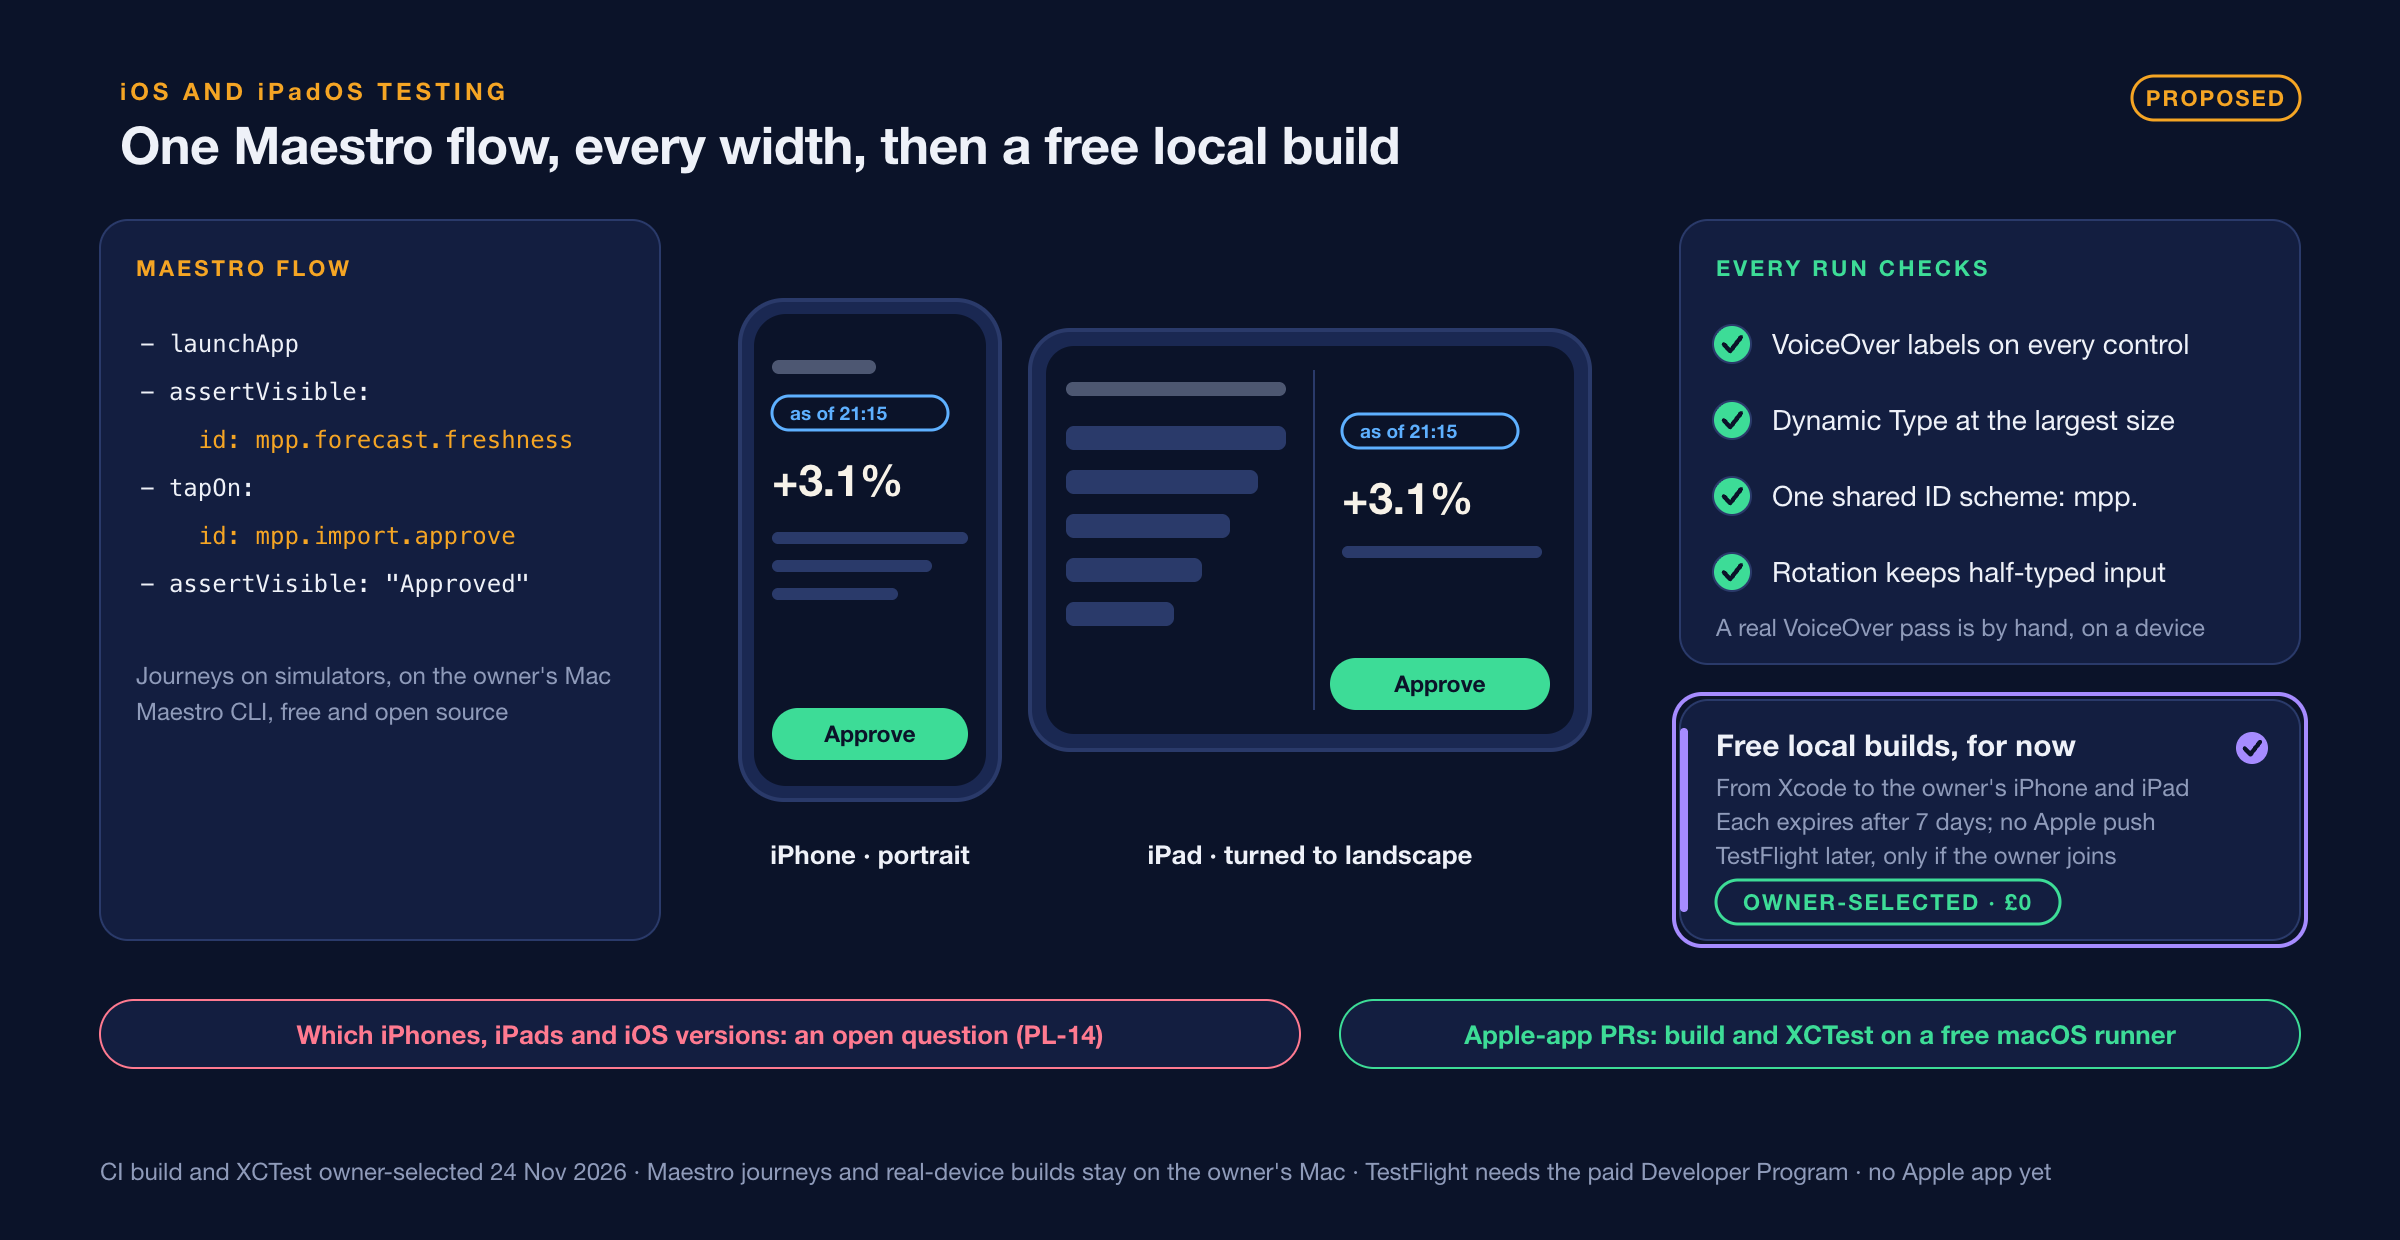 iOS AND iPadOS TESTING
PROPOSED
One Maestro flow, every width, then a free local build
MAESTRO FLOW
– launchApp
– assertVisible:
id: mpp.forecast.freshness
– tapOn:
id: mpp.import.approve
– assertVisible: "Approved"
Journeys on simulators, on the owner's Mac
Maestro CLI, free and open source
as of 21:15
+3.1%
Approve
iPhone · portrait
as of 21:15
+3.1%
Approve
iPad · turned to landscape
EVERY RUN CHECKS
VoiceOver labels on every control
Dynamic Type at the largest size
One shared ID scheme: mpp.
Rotation keeps half-typed input
A real VoiceOver pass is by hand, on a device
Free local builds, for now
From Xcode to the owner's iPhone and iPad
Each expires after 7 days; no Apple push
TestFlight later, only if the owner joins
OWNER-SELECTED · £0
Which iPhones, iPads and iOS versions: an open question (PL-14)
Apple-app PRs: build and XCTest on a free macOS runner
CI build and XCTest owner-selected 24 Nov 2026 · Maestro journeys and real-device builds stay on the owner's Mac · TestFlight needs the paid Developer Program · no Apple app yet